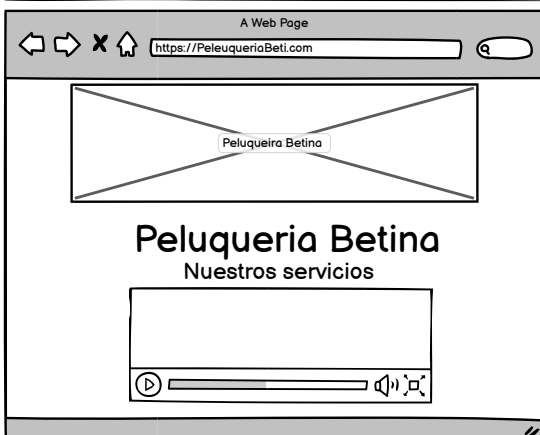 A Web Page
https://PeleuqueriaBeti.com
Peluqueira Betina
Peluqueria Betina
Nuestros servicios